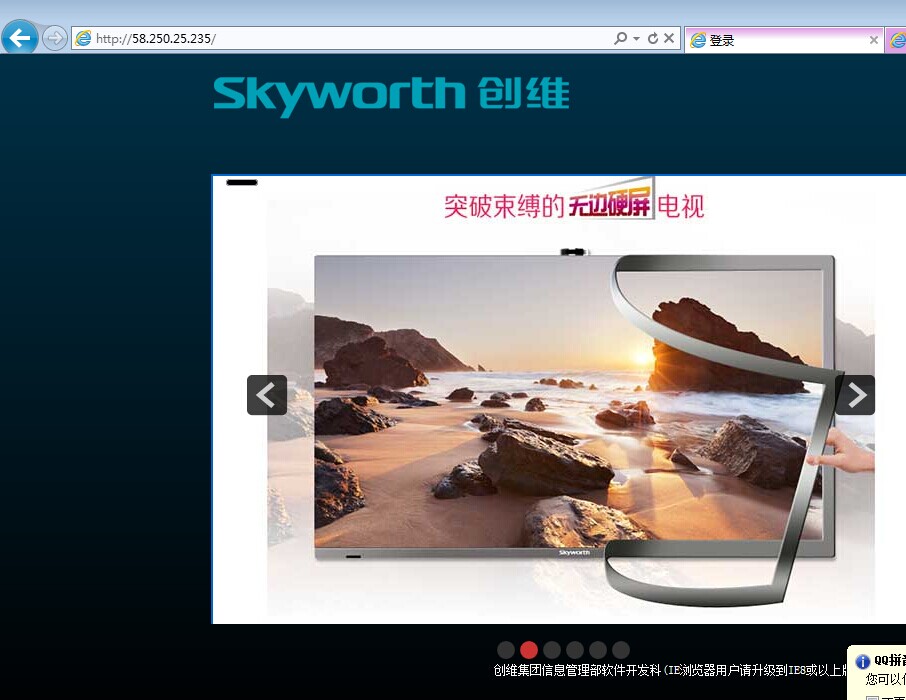 http://58.250.25.235/
登录
Skyworth 创维
突破束缚的无边硬屏电视
Skyworth
创维集团信息管理部软件开发科(IE浏览器用户请升级到IE8或以上
QQ拼音
您可以